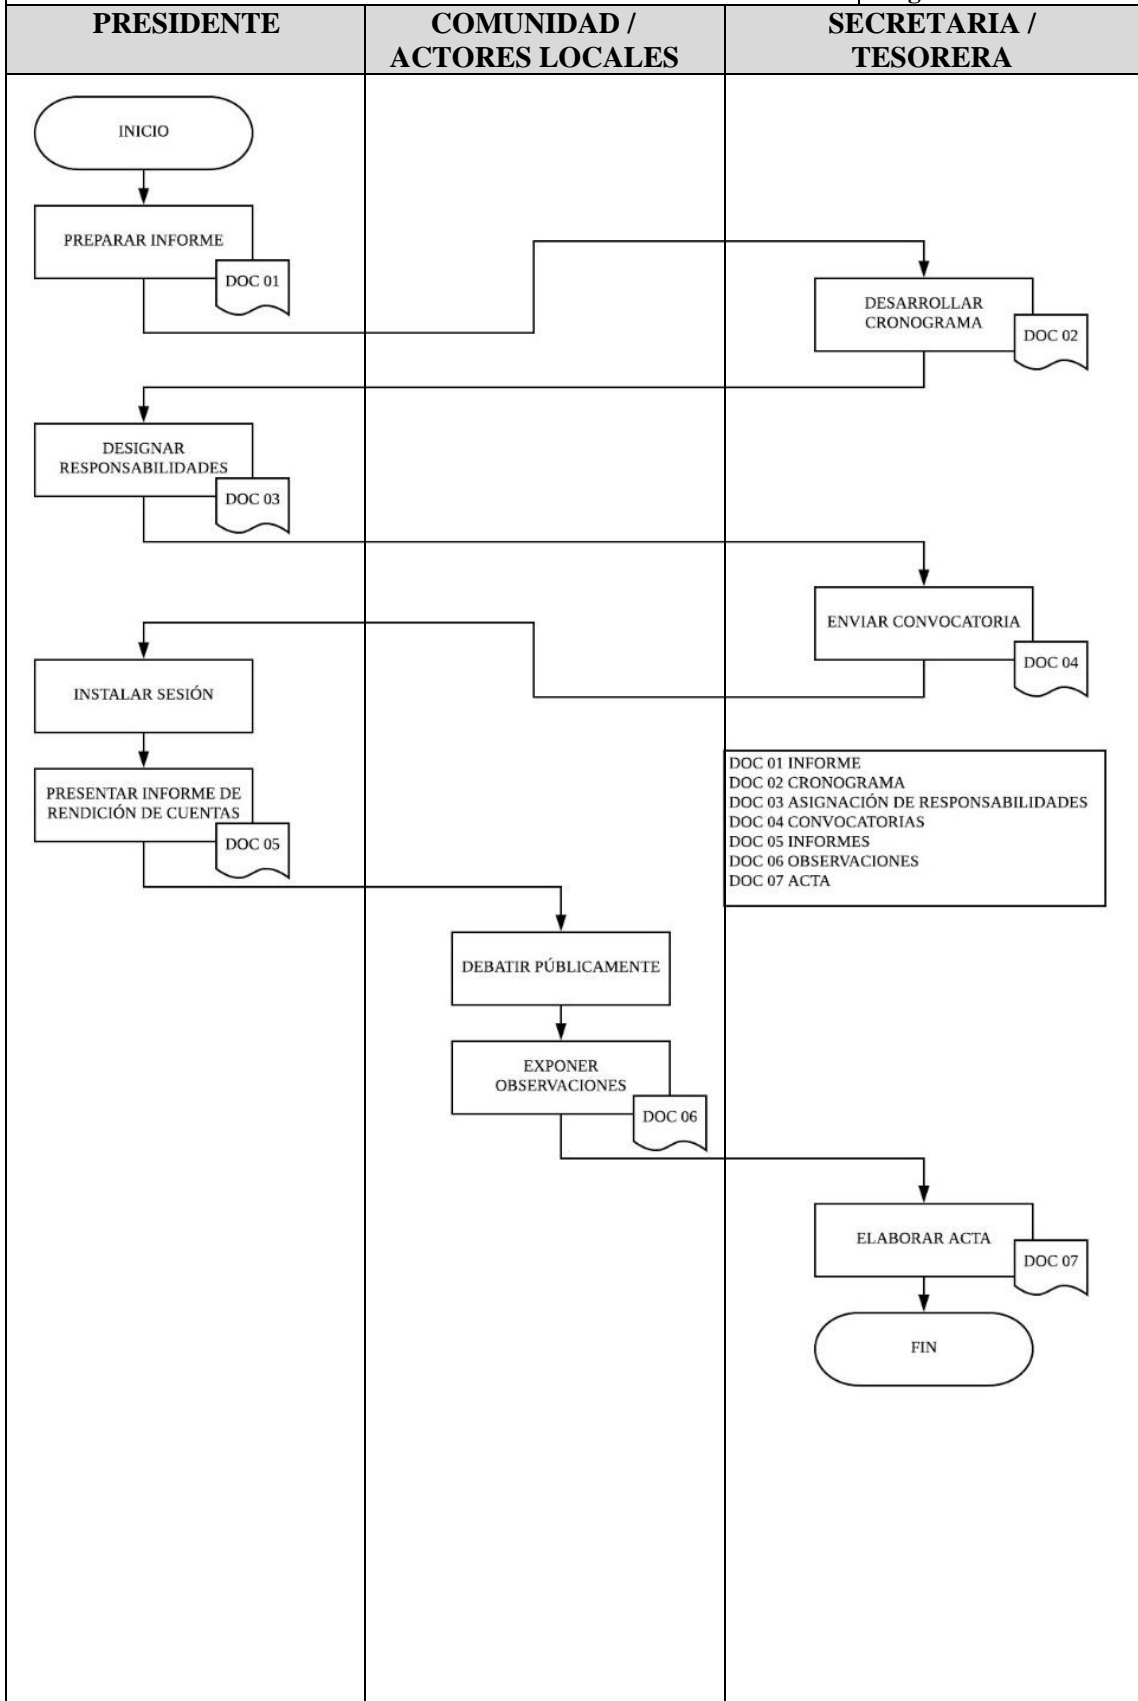 PRESIDENTE
COMUNIDAD /
ACTORES LOCALES
SECRETARIA /
TESORERA
INICIO
PREPARAR INFORME
DOC 01
DESARROLLAR
CRONOGRAMA
DOC 02
DESIGNAR
RESPONSABILIDADES
DOC 03
ENVIAR CONVOCATORIA
DOC 04
INSTALAR SESIÓN
PRESENTAR INFORME DE
RENDICIÓN DE CUENTAS
DOC 05
DOC 01 INFORME
DOC 02 CRONOGRAMA
DOC 03 ASIGNACIÓN DE RESPONSABILIDADES
DOC 04 CONVOCATORIAS
DOC 05 INFORMES
DOC 06 OBSERVACIONES
DOC 07 ACTA
DEBATIR PÚBLICAMENTE
EXPONER
OBSERVACIONES
DOC 06
ELABORAR ACTA
DOC 07
FIN